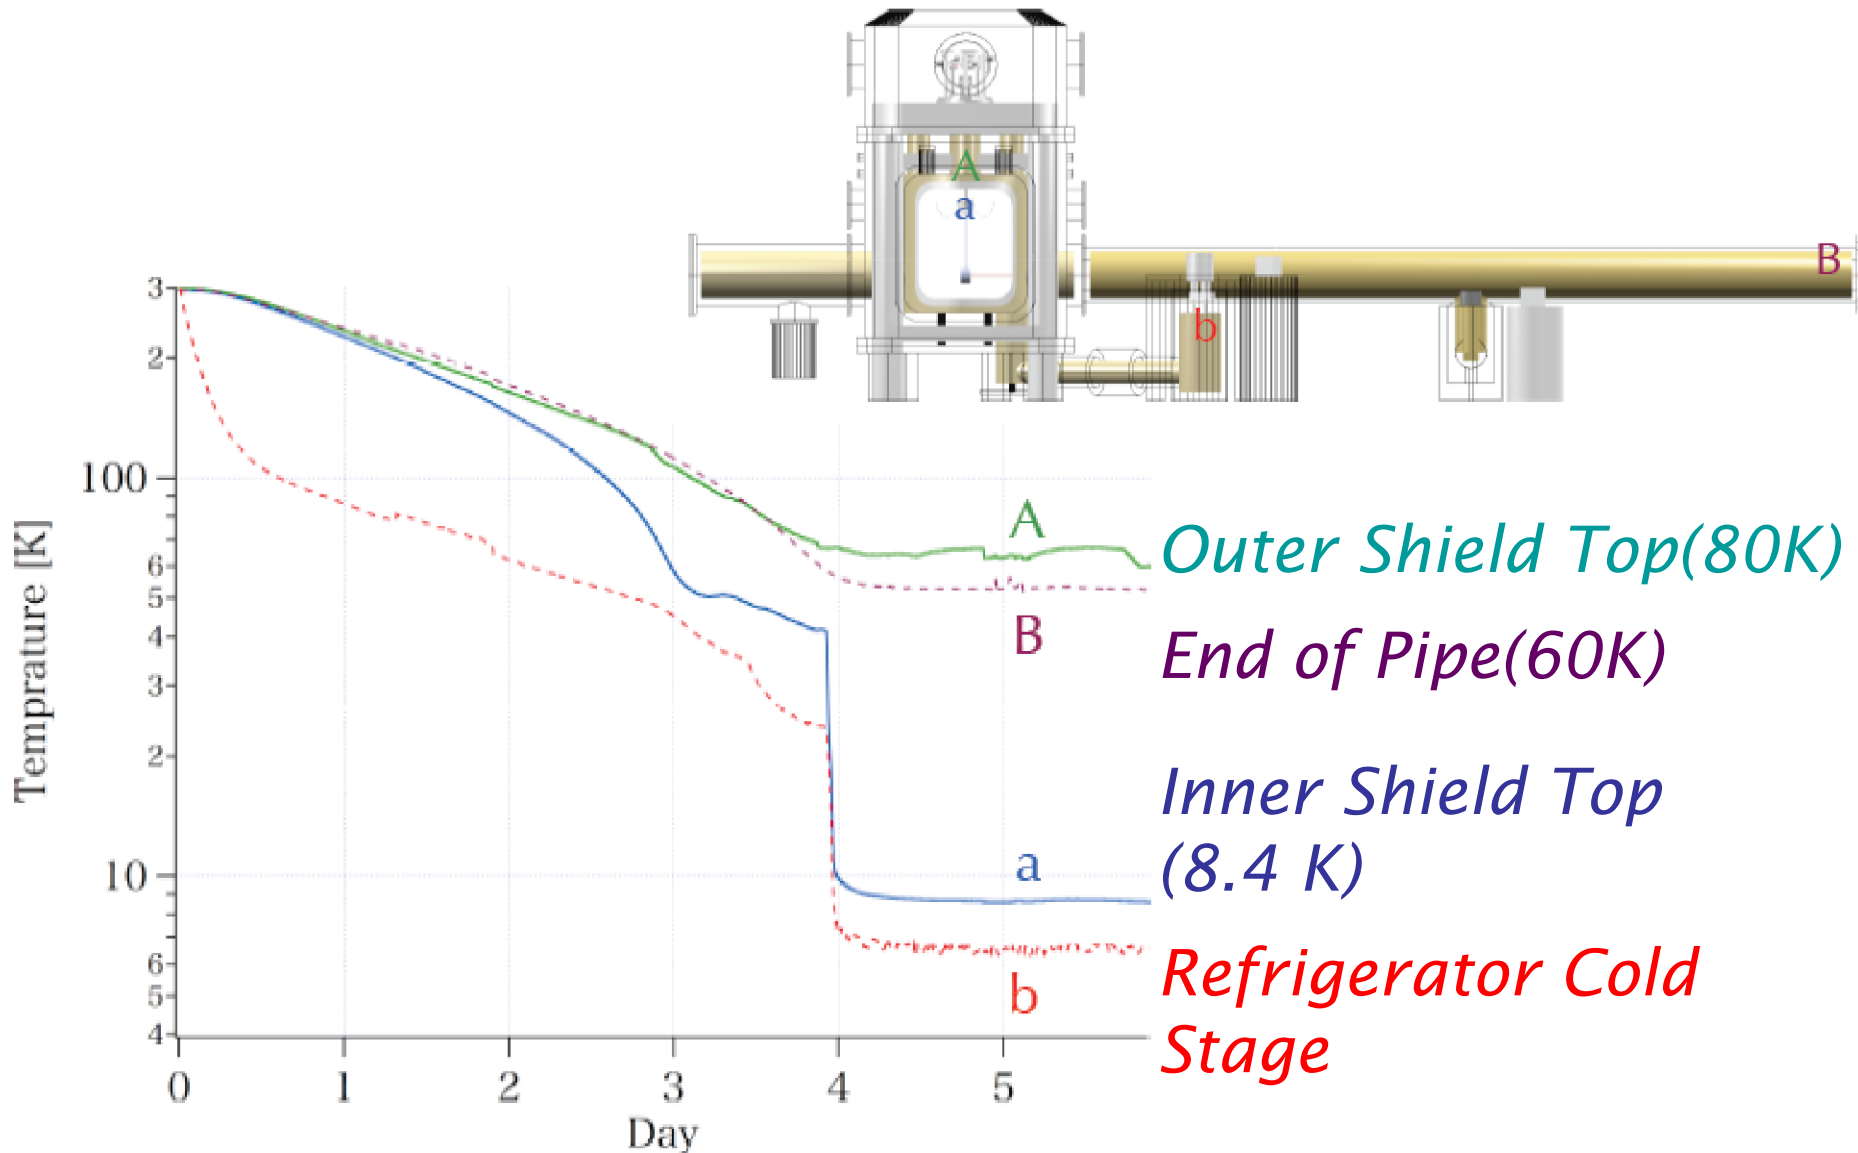 A
a
B
b
3
2
100
6
5
4
3
2
10
6
5
4
Temprature [K]
0 1 2 3 4 5
Day
A
B
a
b
Outer Shield Top(80K)
End of Pipe(60K)
Inner Shield Top
(8.4 K)
Refrigerator Cold
Stage